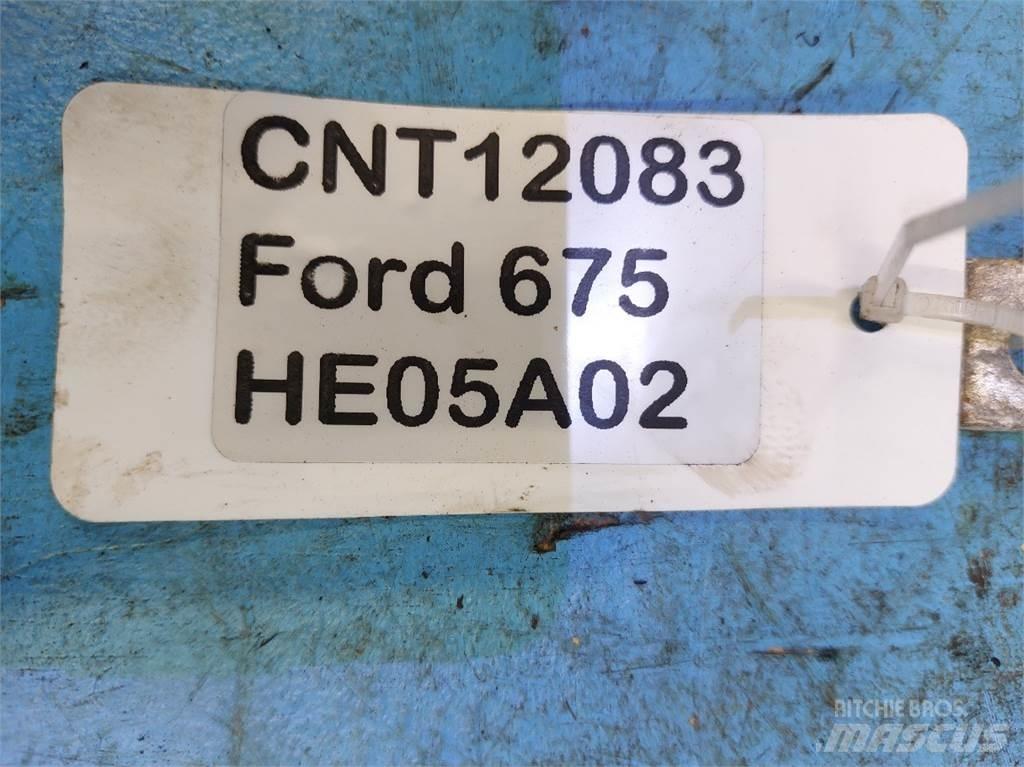 CNT12083
Ford 675
HE05A02
RITCHIE BROS.
MASCUS